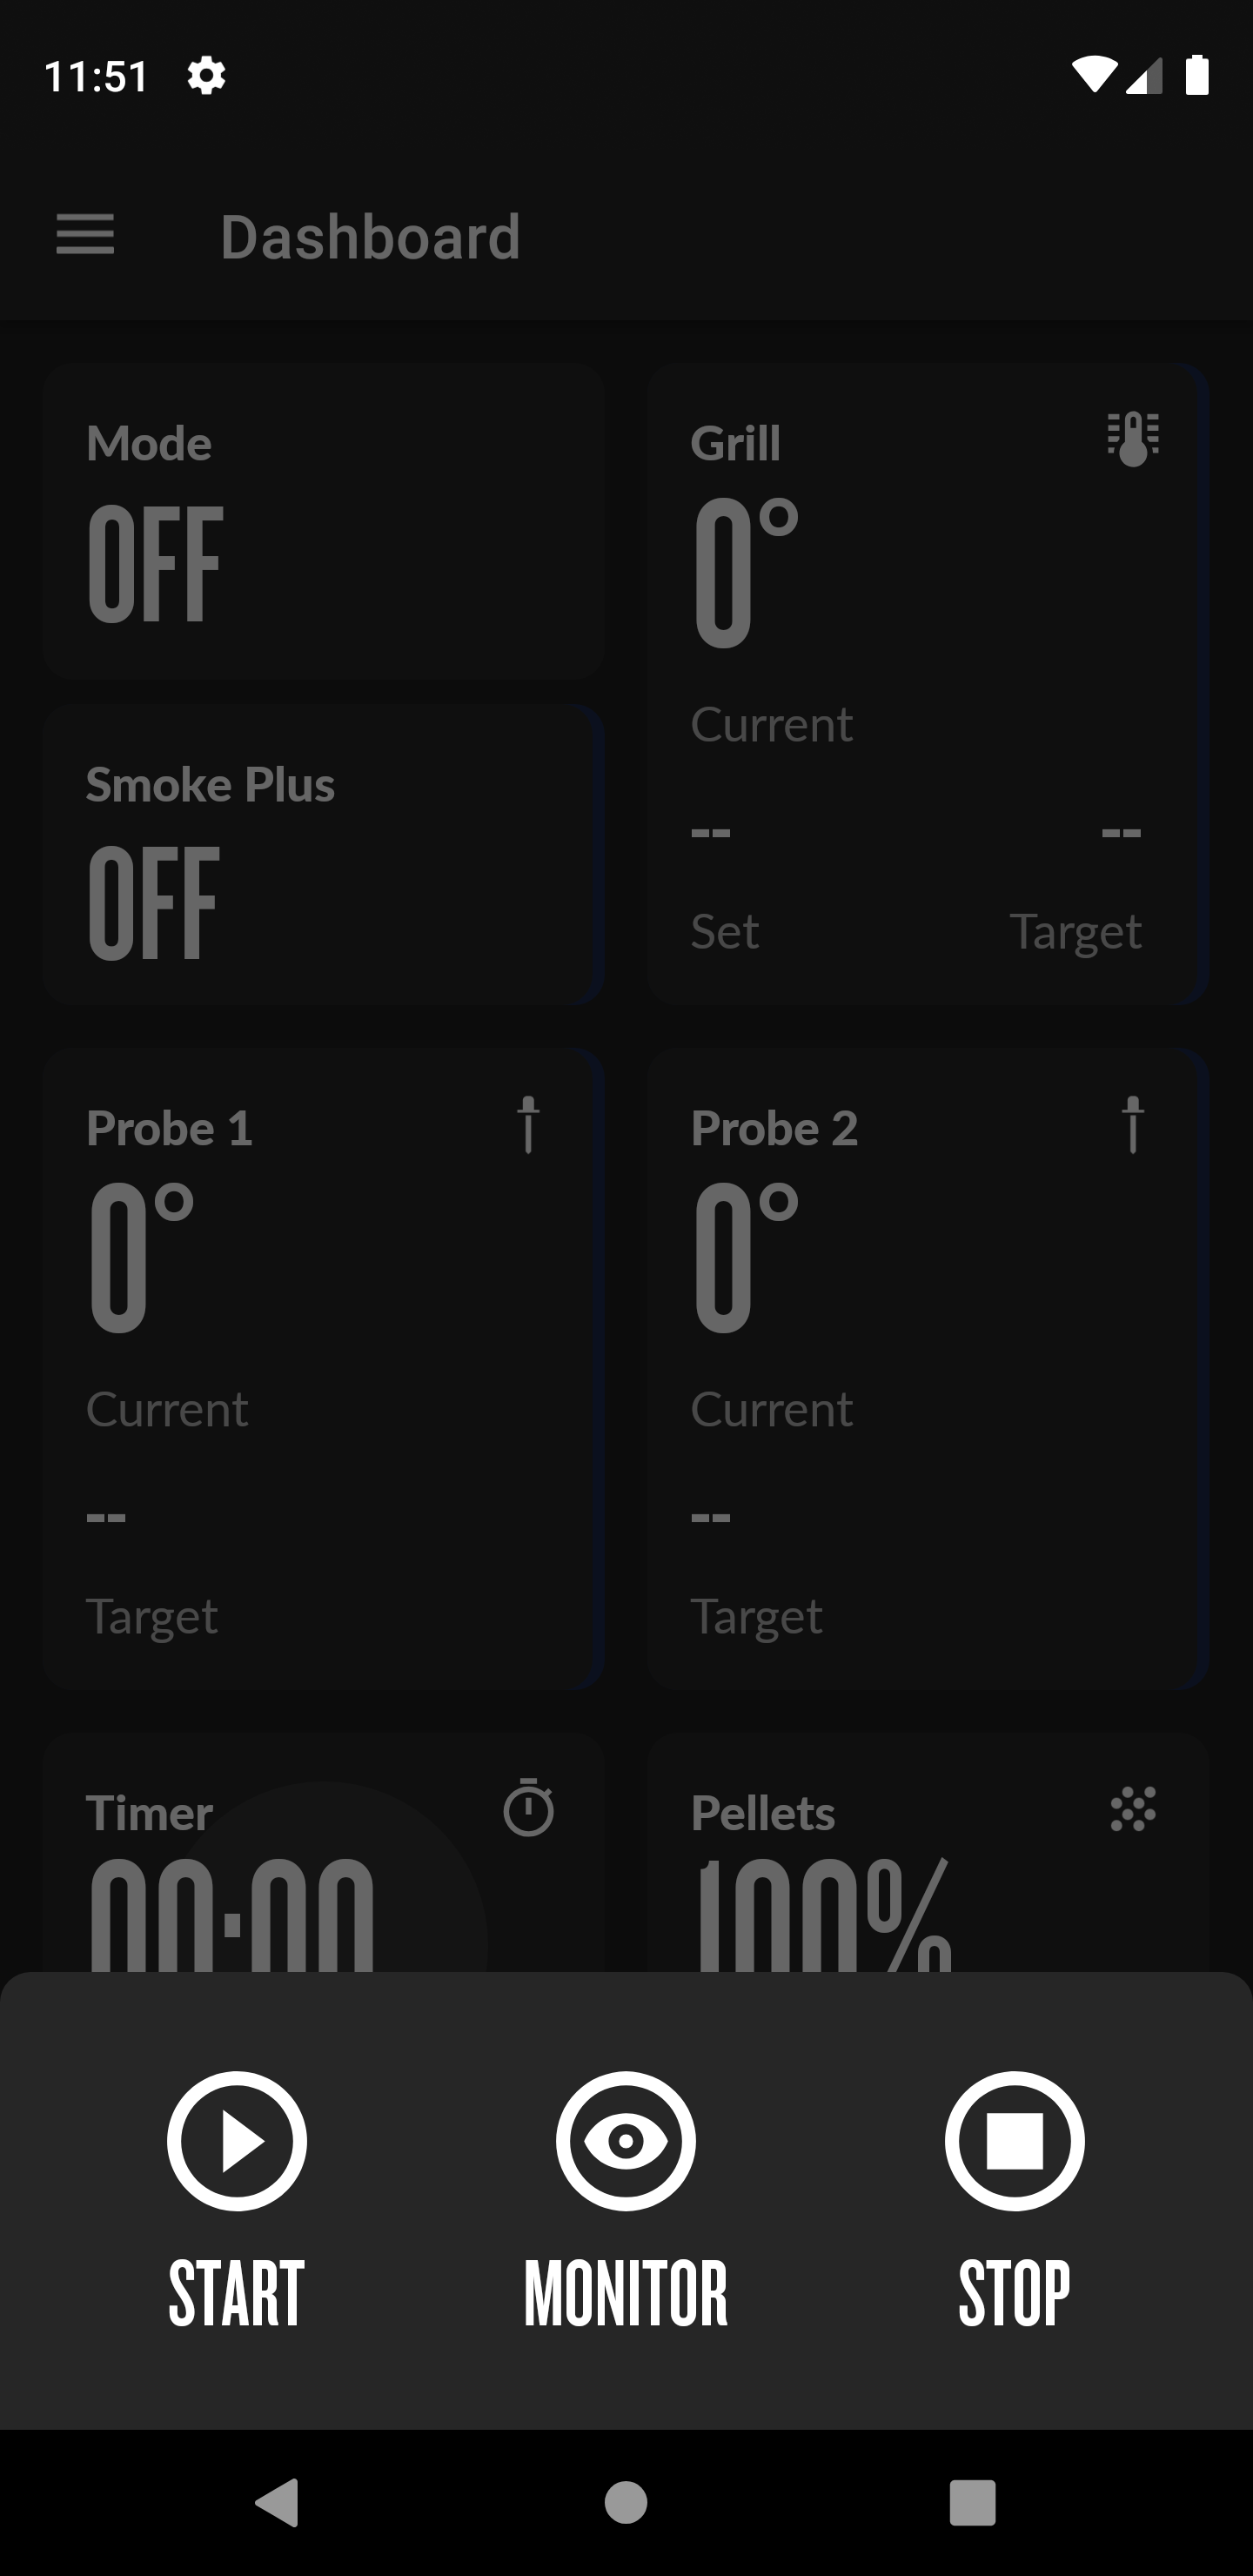 11:51
Dashboard
Mode
OFF
Grill
0°
Current
-- --
Set Target
Smoke Plus
OFF
Probe 1
0°
Current
--
Target
Probe 2
0°
Current
--
Target
Timer
00:00
Pellets
100%
START MONITOR STOP